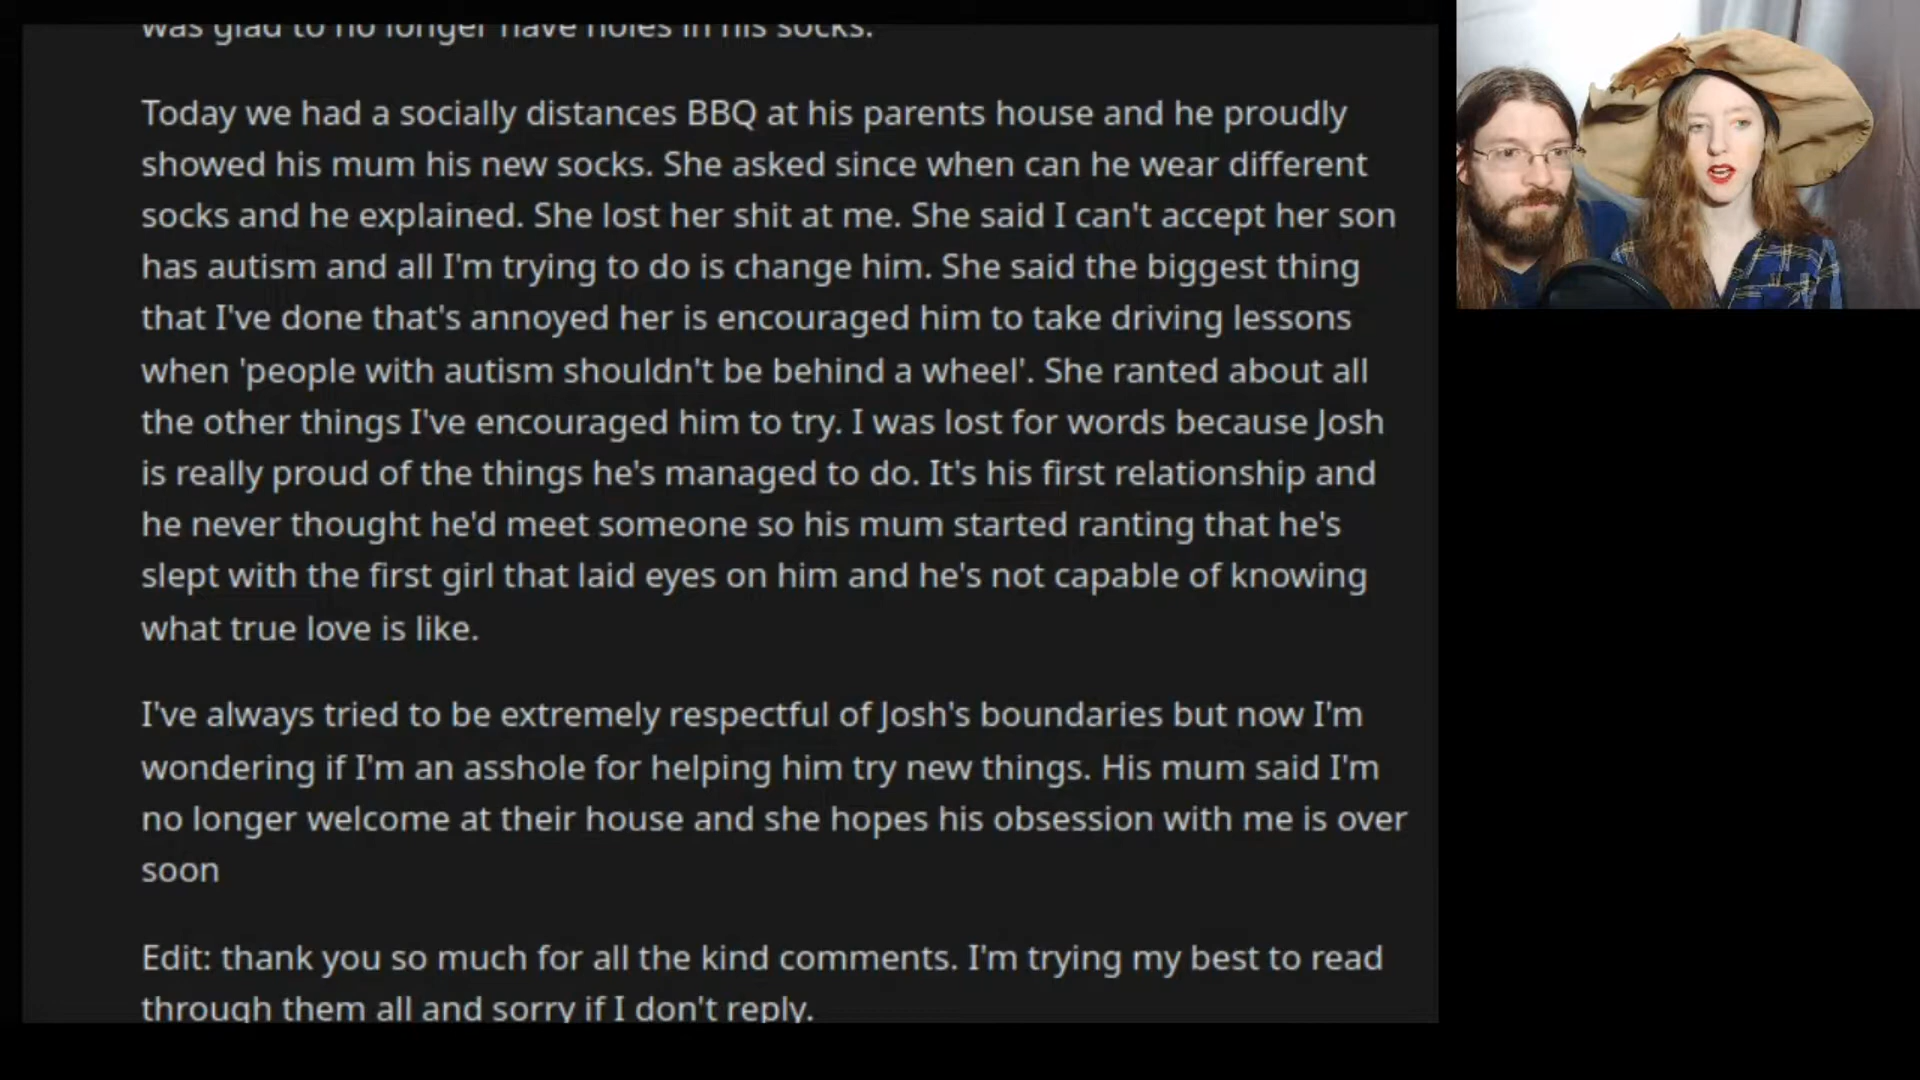 was glad to no longer have holes in his socks.
Today we had a socially distances BBQ at his parents house and he proudly
showed his mum his new socks. She asked since when can he wear different
socks and he explained. She lost her shit at me. She said I can't accept her son
has autism and all I'm trying to do is change him. She said the biggest thing
that I've done that's annoyed her is encouraged him to take driving lessons
when 'people with autism shouldn't be behind a wheel'. She ranted about all
the other things I've encouraged him to try. I was lost for words because Josh
is really proud of the things he's managed to do. It's his first relationship and
he never thought he'd meet someone so his mum started ranting that he's
slept with the first girl that laid eyes on him and he's not capable of knowing
what true love is like.
I've always tried to be extremely respectful of Josh's boundaries but now I'm
wondering if I'm an asshole for helping him try new things. His mum said I'm
no longer welcome at their house and she hopes his obsession with me is over
soon
Edit: thank you so much for all the kind comments. I'm trying my best to read
through them all and sorry if I don't reply.